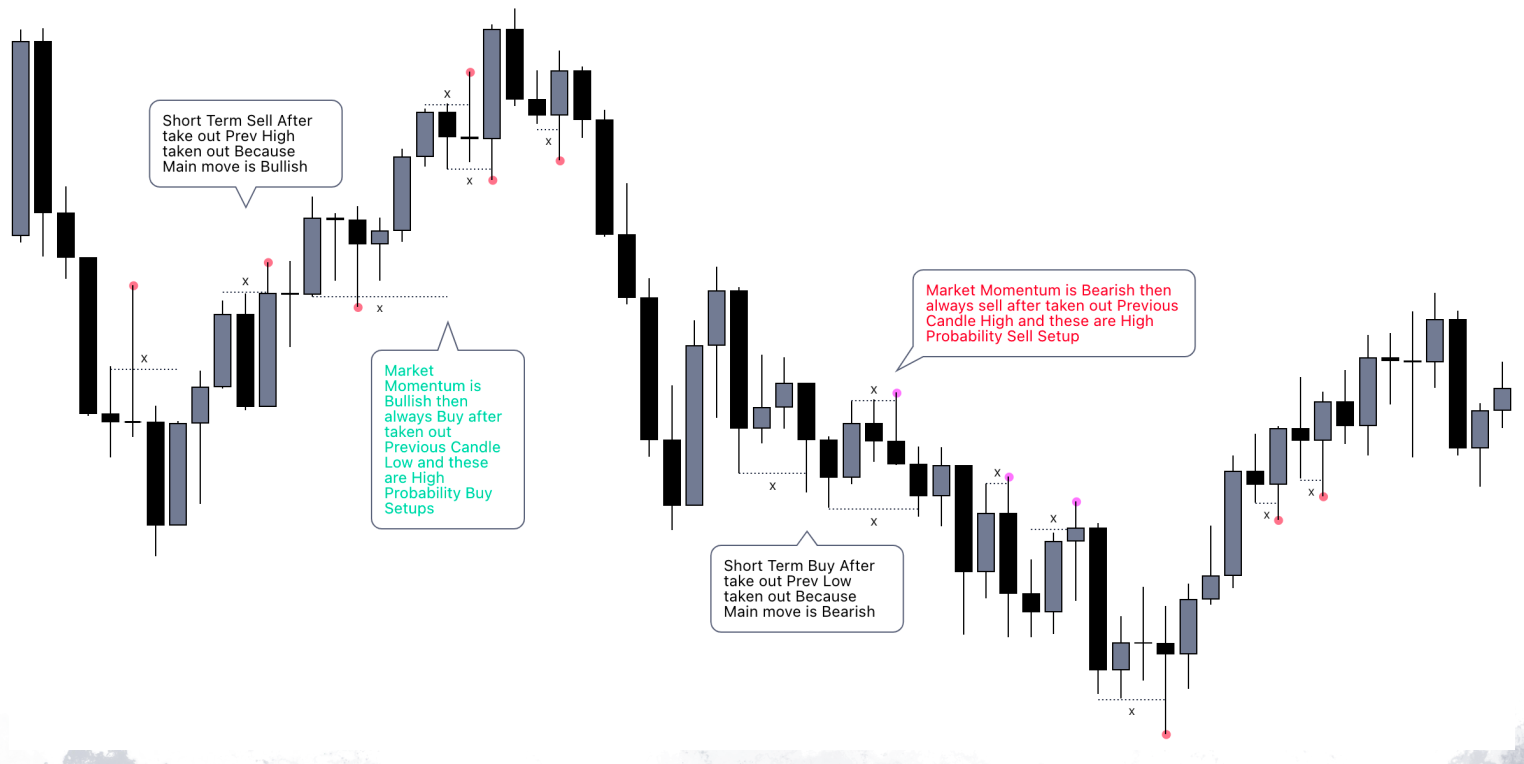 Short Term Sell After
take out Prev High
taken out Because
Main move is Bullish
Market
Momentum is
Bullish then
always Buy after
taken out
Previous Candle
Low and these
are High
Probability Buy
Setups
Market Momentum is Bearish then
always sell after taken out Previous
Candle High and these are High
Probability Sell Setup
Short Term Buy After
take out Prev Low
taken out Because
Main move is Bearish
x
x
x
x
x
x
x
x
x
x
x
x
x
x